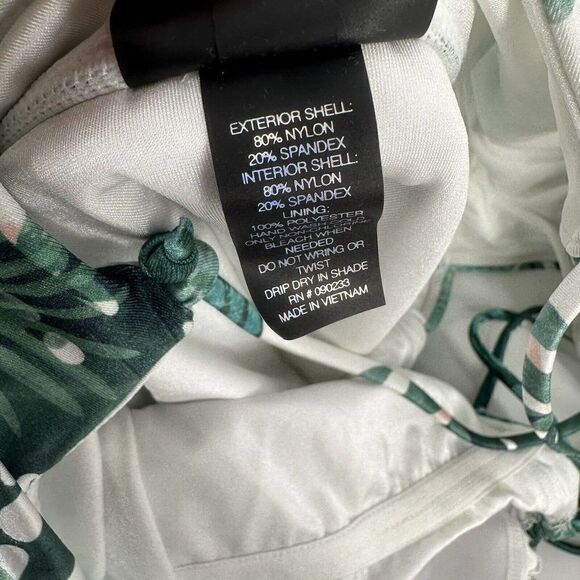 EXTERIOR SHELL:
80% NYLON
20% SPANDEX
INTERIOR SHELL:
80% NYLON
20% SPANDEX
LINING:
100% POLYESTER
HAND WASH COLD
ONLY NON-CHLORINE
BLEACH WHEN
NEEDED
DO NOT WRING OR
TWIST
DRIP DRY IN SHADE
RN # 090233
MADE IN VIETNAM